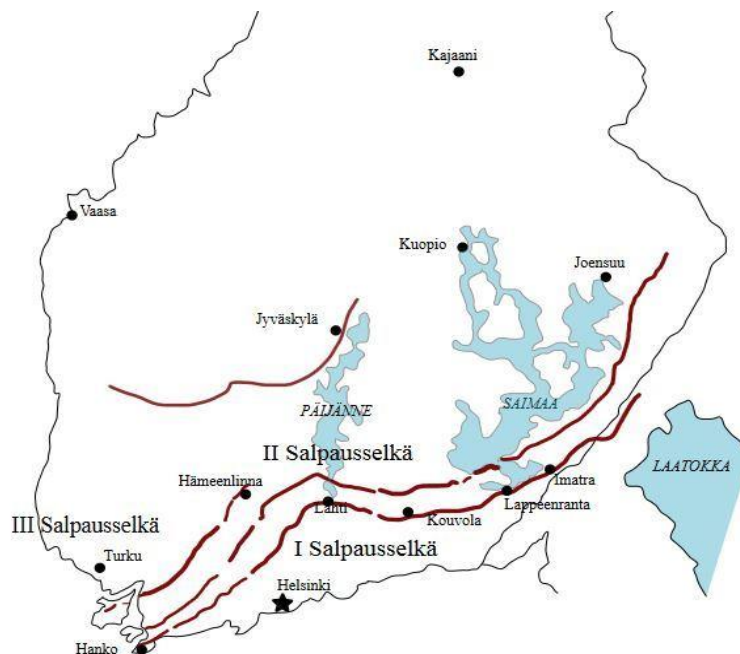 Kajaani
Vaasa
Kuopio
Joensuu
Jyväskylä
PÄIJÄNNE
SAIMAA
II Salpausselkä
LAATOKKA
Hämeenlinna
Imatra
Lahti
Lappeenranta
Kouvola
III Salpausselkä
I Salpausselkä
Turku
Helsinki
Hanko